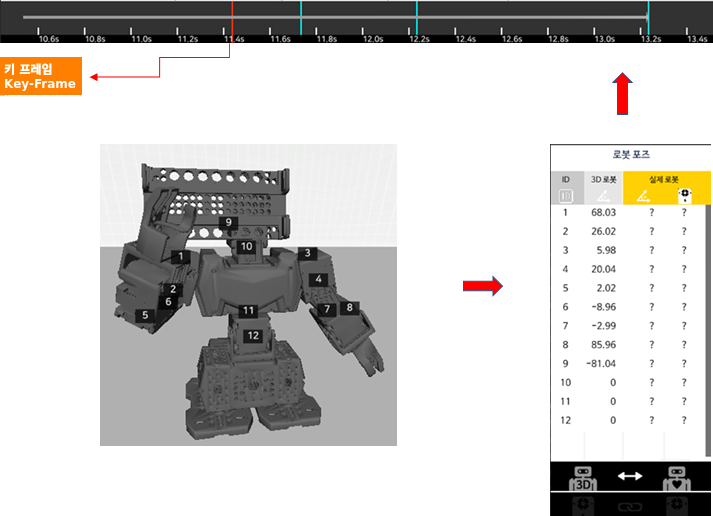 10.6s 10.8s 11.0s 11.2s 11.4s 11.6s 11.8s 12.0s 12.2s 12.8s 13.0s 13.2s 13.4s
키 프레임
Key-Frame
로봇 포즈
ID 3D 로봇 실제 로봇
1 68.03 ? ?
2 26.02 ? ?
3 5.98 ? ?
4 20.04 ? ?
5 2.02 ? ?
6 -8.96 ? ?
7 -2.99 ? ?
8 85.96 ? ?
9 -81.04 ? ?
10 0 ? ?
11 0 ? ?
12 0 ? ?
3D
9
10
1
3
4
2
6
5
7
8
11
12